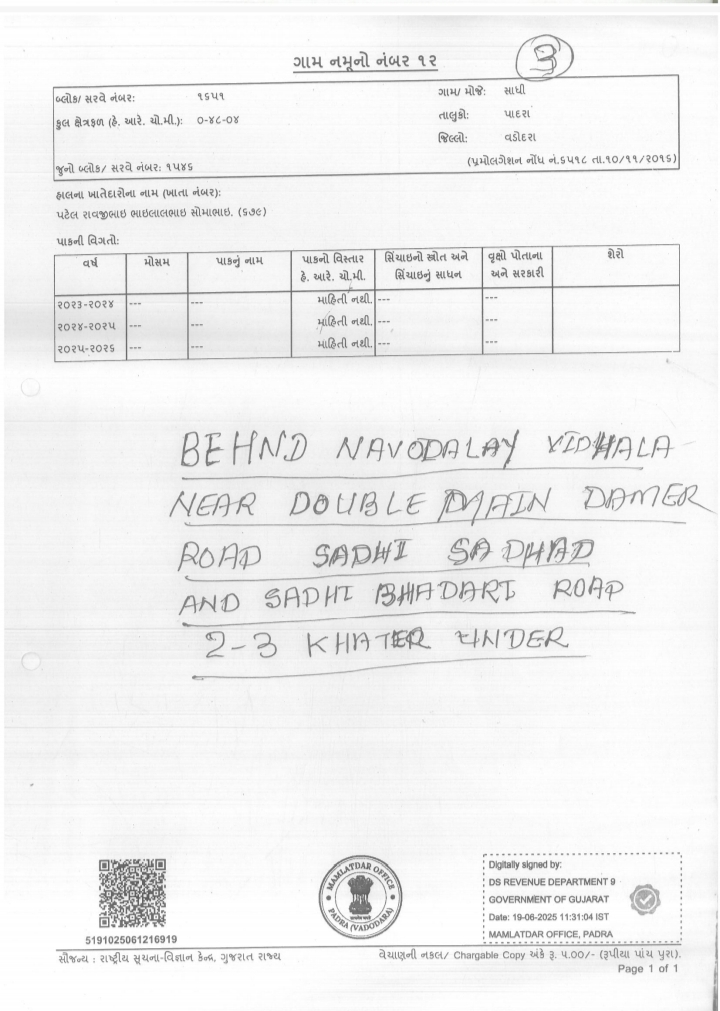 ગામ નમૂનો નંબર ૧૨
3
બ્લોક/ સરવે નંબર: ૧૬૫૧
ગામ/ મોજે: સાધી
કુલ ક્ષેત્રફળ (હે. આરે. ચો.મી.): ૦-૪૮-૦૪
તાલુકો: પાદરા
જિલ્લો: વડોદરા
જુનો બ્લોક/ સરવે નંબર: ૧૫૪૬
(પ્રમોલગેશન નોંધ નં.૬૫૧૮ તા.૧૦/૧૧/૨૦૧૬)
હાલના ખાતેદારોના નામ (ખાતા નંબર):
પટેલ રાવજીભાઇ ભાઇલાલભાઇ સોમાભાઇ. (૬૭૯)
પાકની વિગતો:
વર્ષ મોસમ પાકનું નામ પાકનો વિસ્તાર હે. આરે. ચો.મી. સિંચાઇનો સ્ત્રોત અને સિંચાઇનું સાધન વૃક્ષો પોતાના અને સરકારી શેરો
૨૦૨૩-૨૦૨૪ --- --- માહિતી નથી. --- ---
૨૦૨૪-૨૦૨૫ --- --- માહિતી નથી. --- ---
૨૦૨૫-૨૦૨૬ --- --- માહિતી નથી. --- ---
BEHND NAVODALAY VIDHALA
NEAR DOUBLE MAIN DAMER
ROAD SADHI SADHAD
AND SADHI BHADARI ROAD
2-3 KHATER UNDER
5191025061216919
MAMLATDAR OFFICE
PADRA (VADODARA)
Digitally signed by:
DS REVENUE DEPARTMENT 9
GOVERNMENT OF GUJARAT
Date: 19-06-2025 11:31:04 IST
MAMLATDAR OFFICE, PADRA
સૌજન્ય : રાષ્ટ્રીય સૂચના-વિજ્ઞાન કેન્દ્ર, ગુજરાત રાજ્ય
વેચાણની નકલ/ Chargable Copy અંકે રૂ. ૫.૦૦/- (રૂપીયા પાંચ પુરા).
Page 1 of 1